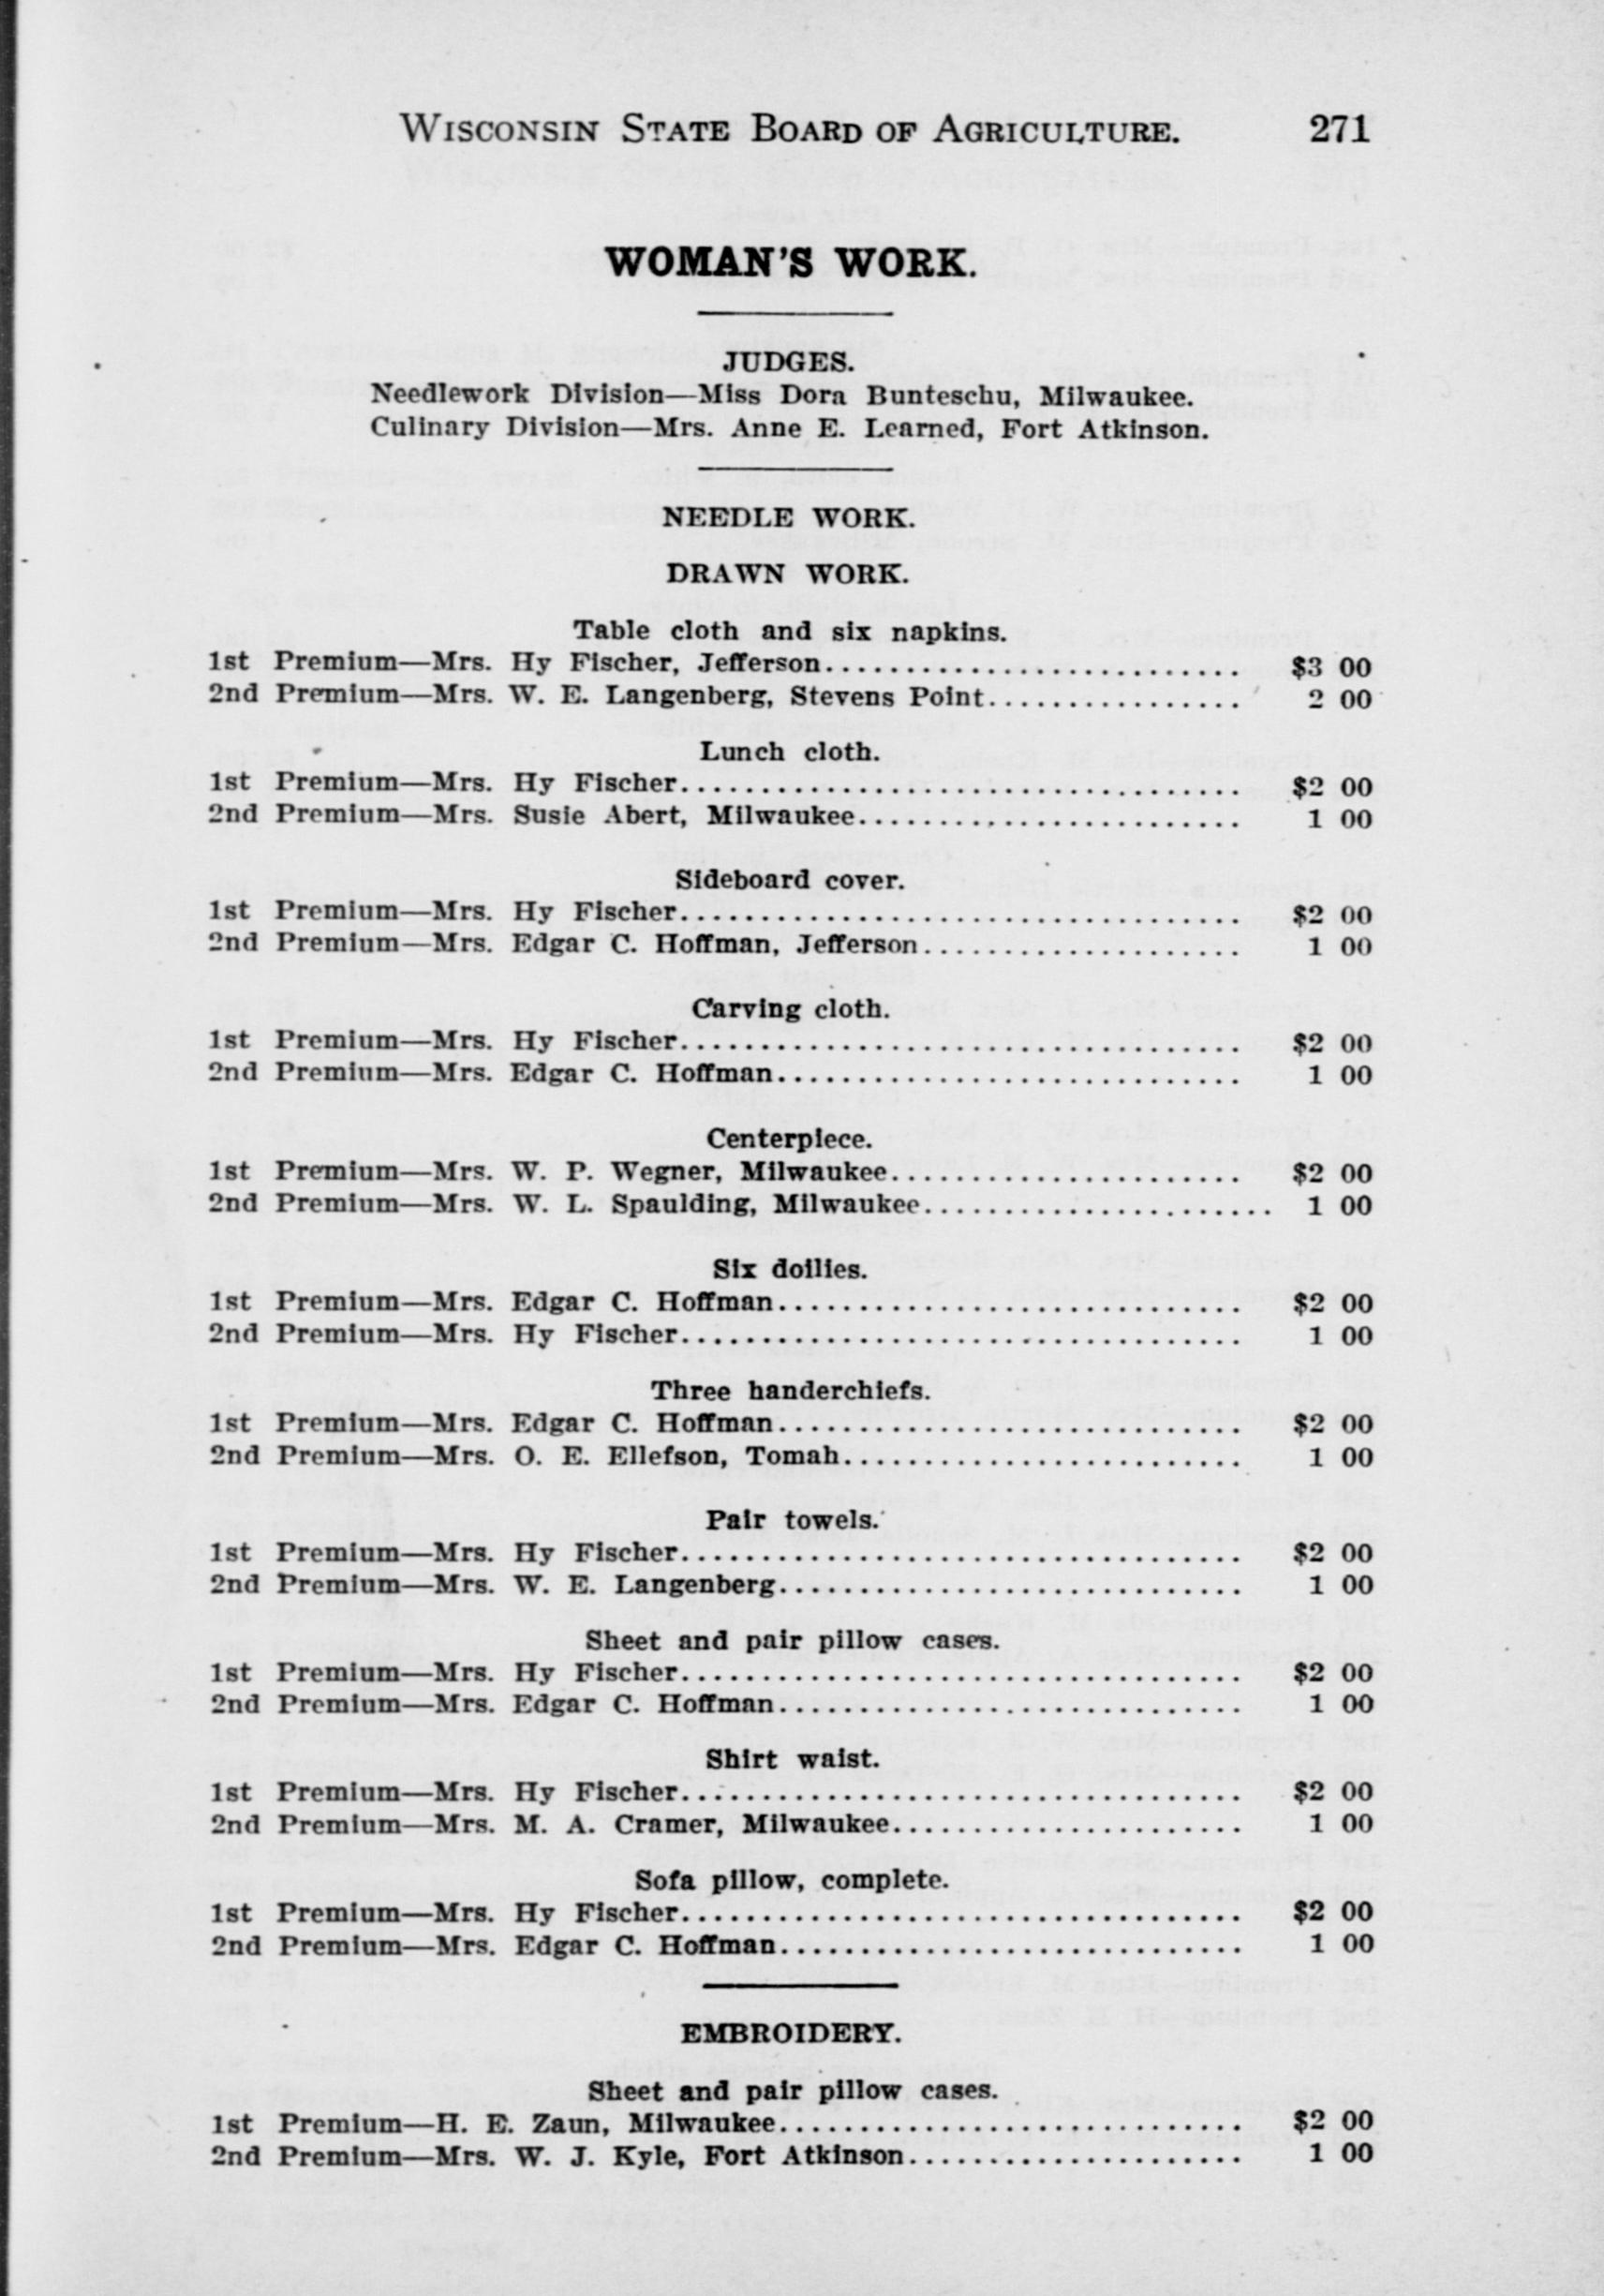 WISCONSIN STATE BOARD OF AGRICULTURE. 271
WOMAN'S WORK.
JUDGES.
Needlework Division—Miss Dora Bunteschu, Milwaukee.
Culinary Division—Mrs. Anne E. Learned, Fort Atkinson.
NEEDLE WORK.
DRAWN WORK.
Table cloth and six napkins.
1st Premium—Mrs. Hy Fischer, Jefferson.......................... $3 00
2nd Premium—Mrs. W. E. Langenberg, Stevens Point................ 2 00
Lunch cloth.
1st Premium—Mrs. Hy Fischer................................... $2 00
2nd Premium—Mrs. Susie Abert, Milwaukee........................ 1 00
Sideboard cover.
1st Premium—Mrs. Hy Fischer................................... $2 00
2nd Premium—Mrs. Edgar C. Hoffman, Jefferson.................... 1 00
Carving cloth.
1st Premium—Mrs. Hy Fischer................................... $2 00
2nd Premium—Mrs. Edgar C. Hoffman............................. 1 00
Centerpiece.
1st Premium—Mrs. W. P. Wegner, Milwaukee...................... $2 00
2nd Premium—Mrs. W. L. Spaulding, Milwaukee...................... 1 00
Six doilies.
1st Premium—Mrs. Edgar C. Hoffman............................. $2 00
2nd Premium—Mrs. Hy Fischer................................... 1 00
Three handerchiefs.
1st Premium—Mrs. Edgar C. Hoffman............................. $2 00
2nd Premium—Mrs. O. E. Ellefson, Tomah......................... 1 00
Pair towels.
1st Premium—Mrs. Hy Fischer................................... $2 00
2nd Premium—Mrs. W. E. Langenberg............................. 1 00
Sheet and pair pillow cases.
1st Premium—Mrs. Hy Fischer................................... $2 00
2nd Premium—Mrs. Edgar C. Hoffman............................. 1 00
Shirt waist.
1st Premium—Mrs. Hy Fischer................................... $2 00
2nd Premium—Mrs. M. A. Cramer, Milwaukee...................... 1 00
Sofa pillow, complete.
1st Premium—Mrs. Hy Fischer................................... $2 00
2nd Premium—Mrs. Edgar C. Hoffman............................. 1 00
EMBROIDERY.
Sheet and pair pillow cases.
1st Premium—H. E. Zaun, Milwaukee............................. $2 00
2nd Premium—Mrs. W. J. Kyle, Fort Atkinson..................... 1 00